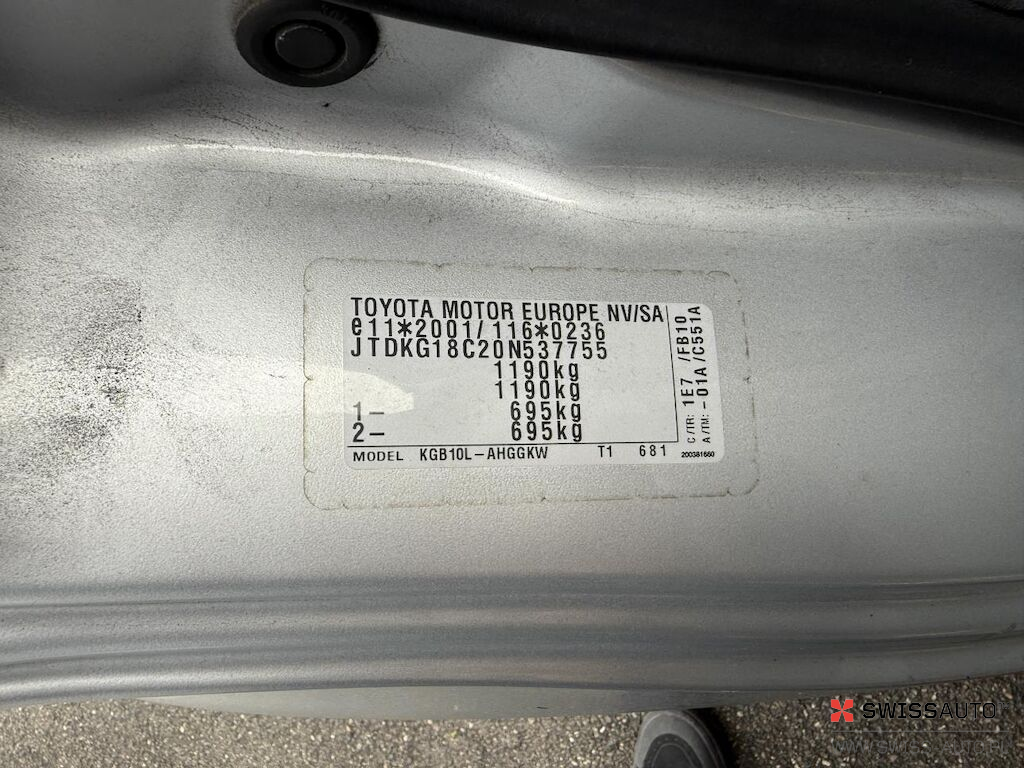 TOYOTA MOTOR EUROPE NV/SA
e11*2001/116*0236
JTDKG18C20N537755
1190kg
1190kg
1- 695kg
2- 695kg
MODEL KGB10L-AHGGKW T1 681
C/TR: 1E7 /FB10
A/TM: -01A /C551A
200381660
SWISSAUTO